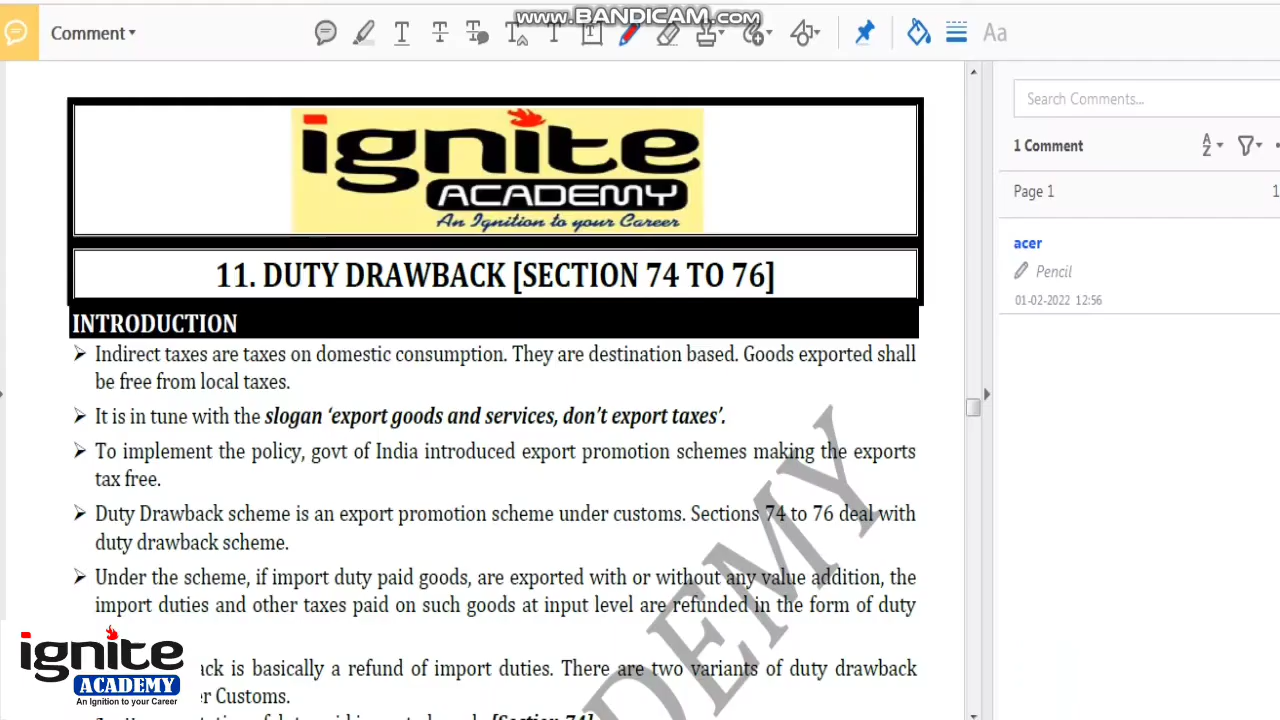 www.BANDICAM.com
Comment
Aa
ignite
ACADEMY
An Ignition to your Career
11. DUTY DRAWBACK [SECTION 74 TO 76]
INTRODUCTION
➢ Indirect taxes are taxes on domestic consumption. They are destination based. Goods exported shall
be free from local taxes.
➢ It is in tune with the slogan ‘export goods and services, don’t export taxes’.
➢ To implement the policy, govt of India introduced export promotion schemes making the exports
tax free.
➢ Duty Drawback scheme is an export promotion scheme under customs. Sections 74 to 76 deal with
duty drawback scheme.
➢ Under the scheme, if import duty paid goods, are exported with or without any value addition, the
import duties and other taxes paid on such goods at input level are refunded in the form of duty
is basically a refund of import duties. There are two variants of duty drawback
Customs.
[Section 74]
DEMY
ignite
ACADEMY
An Ignition to your Career
Search Comments...
1 Comment
A
Z
Page 1
1
acer
Pencil
01-02-2022 12:56